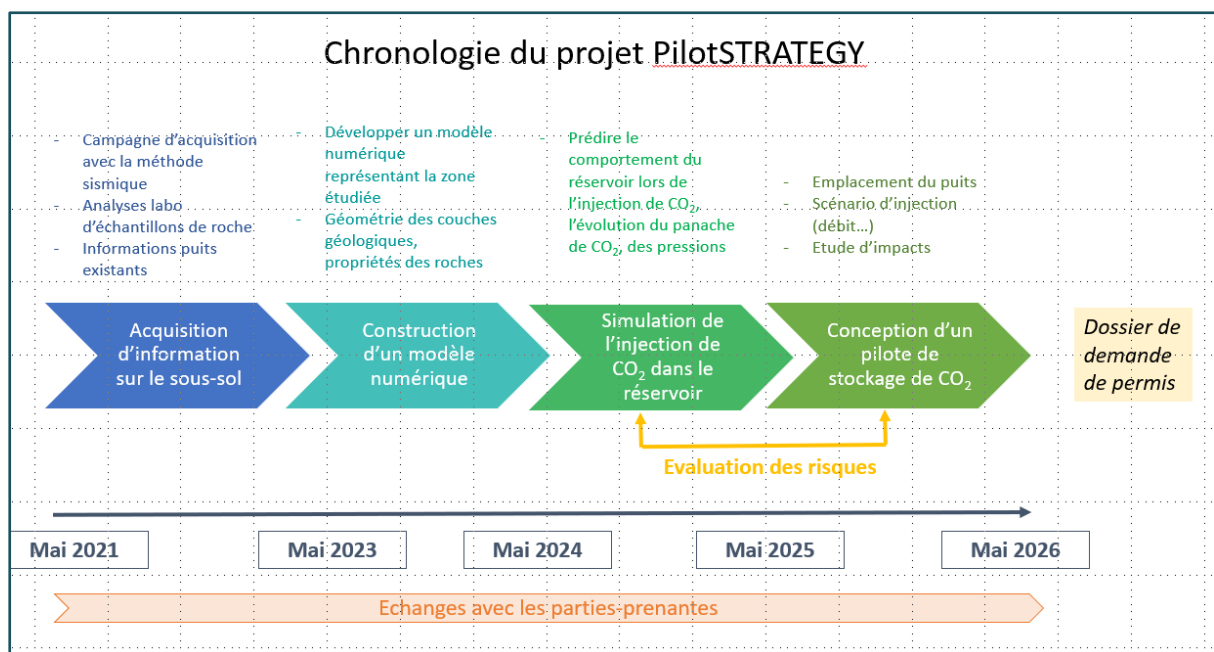 Chronologie du projet PilotSTRATEGY
- Campagne d'acquisition
avec la méthode
sismique
- Analyses labo
d'échantillons de roche
- Informations puits
existants
- Développer un modèle
numérique
représentant la zone
étudiée
- Géométrie des couches
géologiques,
propriétés des roches
- Prédire le
comportement du
réservoir lors de
l'injection de CO₂,
l'évolution du panache
de CO₂, des pressions
- Emplacement du puits
- Scénario d'injection
(débit...)
- Etude d'impacts
Acquisition
d'information
sur le sous-sol
Construction
d'un modèle
numérique
Simulation de
l'injection de
CO₂ dans le
réservoir
Conception d'un
pilote de
stockage de CO₂
Dossier de
demande
de permis
Evaluation des risques
Mai 2021
Mai 2023
Mai 2024
Mai 2025
Mai 2026
Echanges avec les parties-prenantes